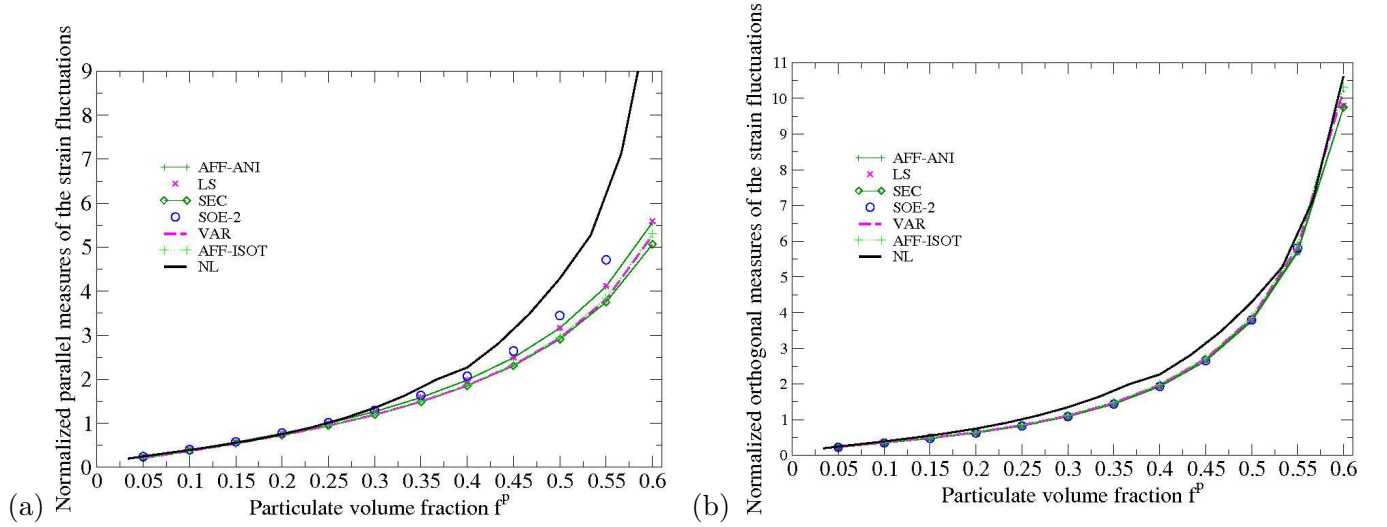 (a)
Normalized parallel measures of the strain fluctuations
9
8
7
6
5
4
3
2
1
0
AFF-ANI
LS
SEC
SOE-2
VAR
AFF-ISOT
NL
0 0.05 0.1 0.15 0.2 0.25 0.3 0.35 0.4 0.45 0.5 0.55 0.6
Particulate volume fraction f^p
(b)
Normalized orthogonal measures of the strain fluctuations
11
10
9
8
7
6
5
4
3
2
1
0
AFF-ANI
LS
SEC
SOE-2
VAR
AFF-ISOT
NL
0 0.05 0.1 0.15 0.2 0.25 0.3 0.35 0.4 0.45 0.5 0.55 0.6
Particulate volume fraction f^p